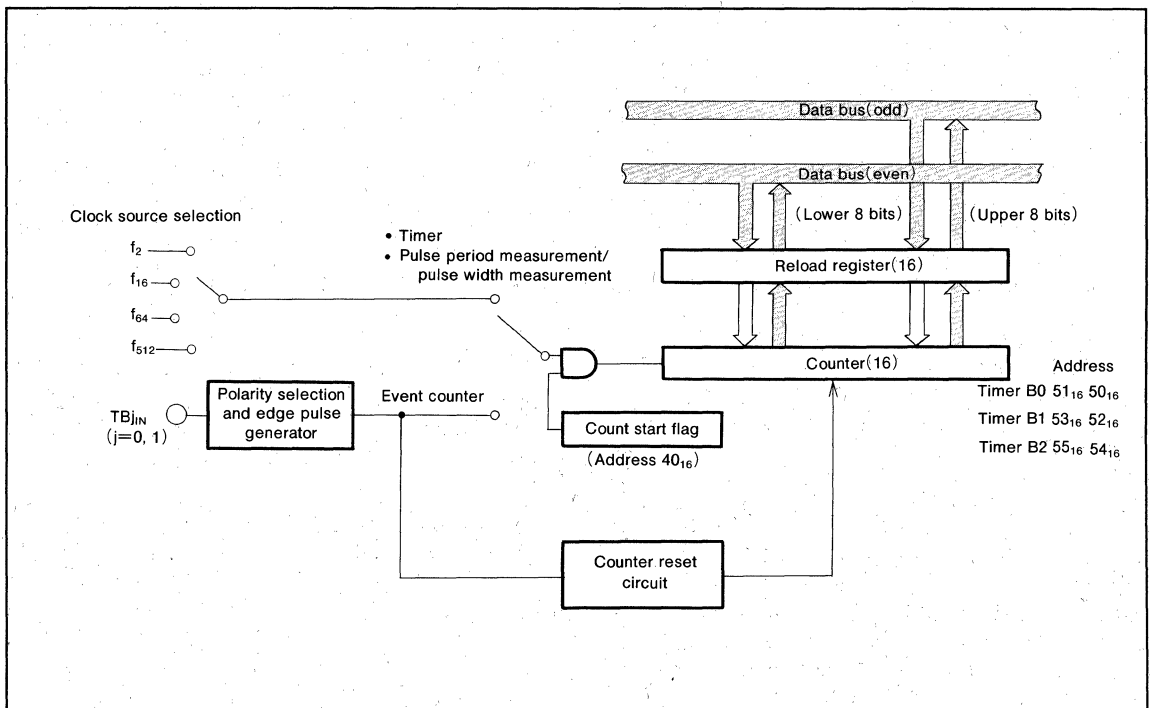 Data bus(odd)
Data bus(even)
(Lower 8 bits)
(Upper 8 bits)
Clock source selection
f₂
f₁₆
f₆₄
f₅₁₂
• Timer
• Pulse period measurement/
pulse width measurement
Reload register(16)
Counter(16)
Address
Timer B0 51₁₆ 50₁₆
Timer B1 53₁₆ 52₁₆
Timer B2 55₁₆ 54₁₆
TBjIN
(j=0, 1)
Polarity selection
and edge pulse
generator
Event counter
Count start flag
(Address 40₁₆)
Counter reset
circuit